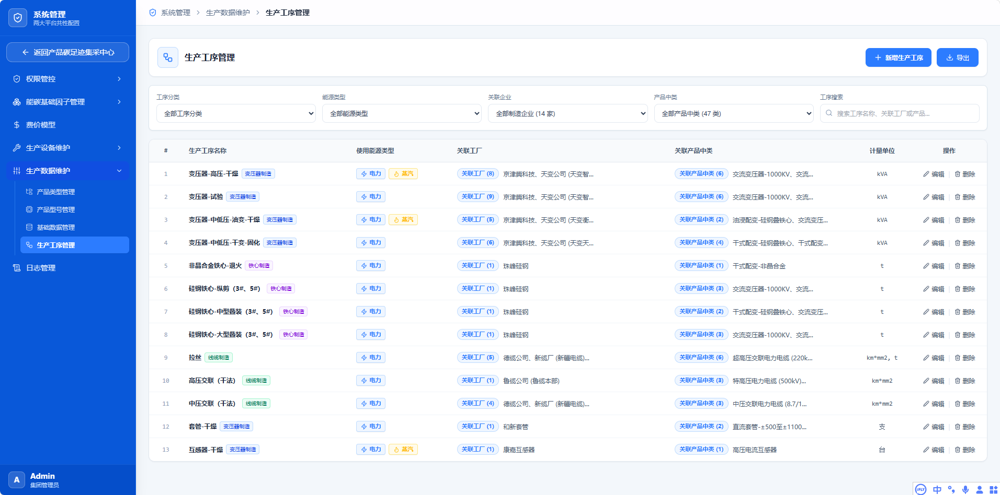 系统管理
两大平台共性配置
返回产品碳足迹集采中心
权限管控
能碳基础因子管理
费价模型
生产设备维护
生产数据维护
产品类型管理
产品型号管理
基础数据管理
生产工序管理
日志管理
A
Admin
集团管理员
系统管理 > 生产数据维护 > 生产工序管理
生产工序管理
新增生产工序
导出
工序分类 能源类型 关联企业 产品中类 工序搜索
全部工序分类 全部能源类型 全部制造企业 (14 家) 全部产品中类 (47 类) 搜索工序名称、关联工厂或产品...
# 生产工序名称 使用能源类型 关联工厂 关联产品中类 计量单位 操作
1 变压器-高压-干燥 变压器制造 电力 蒸汽 关联工厂 (8) 京津冀科技、天变公司 (天变智... 关联产品中类 (6) 交流变压器-1000KV、交流... kVA 编辑 删除
2 变压器-试验 变压器制造 电力 关联工厂 (9) 京津冀科技、天变公司 (天变智... 关联产品中类 (6) 交流变压器-1000KV、交流... kVA 编辑 删除
3 变压器-中低压-油变-干燥 变压器制造 电力 蒸汽 关联工厂 (5) 京津冀科技、天变公司 (天变衡... 关联产品中类 (2) 油浸配变-硅钢叠铁心、交流变压... kVA 编辑 删除
4 变压器-中低压-干变-固化 变压器制造 电力 关联工厂 (6) 京津冀科技、天变公司 (天变天... 关联产品中类 (4) 干式配变-硅钢叠铁心、干式配变... kVA 编辑 删除
5 非晶合金铁心-退火 铁心制造 电力 关联工厂 (1) 珠峰硅钢 关联产品中类 (1) 干式配变-非晶合金 t 编辑 删除
6 硅钢铁心-纵剪（3#、5#） 铁心制造 电力 关联工厂 (1) 珠峰硅钢 关联产品中类 (3) 交流变压器-1000KV、交流... t 编辑 删除
7 硅钢铁心-中型叠装（3#、5#） 铁心制造 电力 关联工厂 (1) 珠峰硅钢 关联产品中类 (2) 干式配变-硅钢叠铁心、交流变压... t 编辑 删除
8 硅钢铁心-大型叠装（3#、5#） 铁心制造 电力 关联工厂 (1) 珠峰硅钢 关联产品中类 (3) 交流变压器-1000KV、交流... t 编辑 删除
9 拉丝 线缆制造 电力 关联工厂 (5) 德缆公司、新缆厂 (新疆电缆)... 关联产品中类 (6) 超高压交联电力电缆 (220k... km*mm2, t 编辑 删除
10 高压交联（干法） 线缆制造 电力 关联工厂 (1) 鲁缆公司 (鲁缆本部) 关联产品中类 (3) 特高压电力电缆 (500kV)... km*mm2 编辑 删除
11 中压交联（干法） 线缆制造 电力 关联工厂 (4) 德缆公司、新缆厂 (新疆电缆)... 关联产品中类 (3) 中压交联电力电缆 (8.7/1... km*mm2 编辑 删除
12 套管-干燥 变压器制造 电力 关联工厂 (1) 和新套管 关联产品中类 (2) 直流套管-±500至±1100... 支 编辑 删除
13 互感器-干燥 变压器制造 电力 蒸汽 关联工厂 (1) 康嘉互感器 关联产品中类 (1) 高压电流互感器 台 编辑 删除
iFLY 中